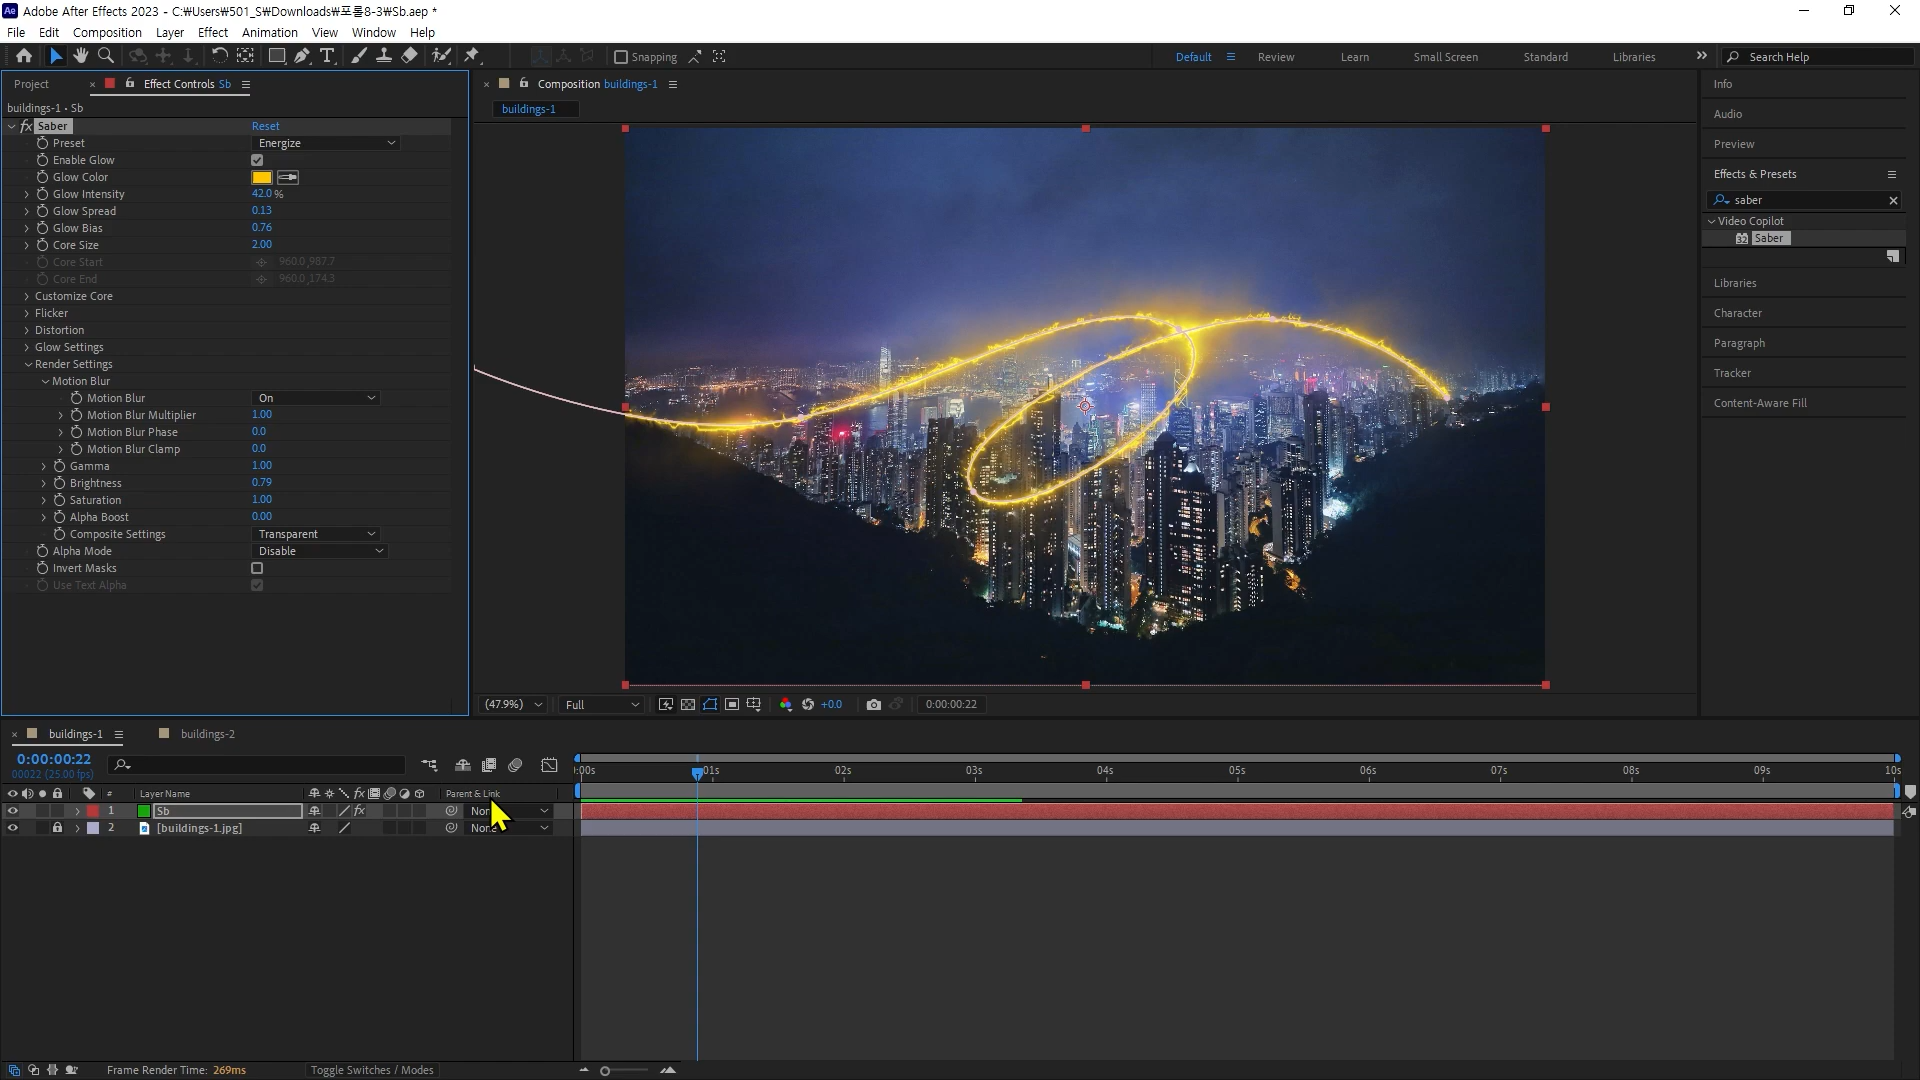 Adobe After Effects 2023 - C:₩Users₩501_S₩Downloads₩포톨8-3₩Sb.aep *
File Edit Composition Layer Effect Animation View Window Help
Snapping Default Review Learn Small Screen Standard Libraries Search Help
Project Effect Controls Sb
buildings-1 • Sb
fx Saber Reset
Preset Energize
Enable Glow
Glow Color
Glow Intensity 42.0 %
Glow Spread 0.13
Glow Bias 0.76
Core Size 2.00
Core Start 960.0,987.7
Core End 960.0,174.3
Customize Core
Flicker
Distortion
Glow Settings
Render Settings
Motion Blur
Motion Blur On
Motion Blur Multiplier 1.00
Motion Blur Phase 0.0
Motion Blur Clamp 0.0
Gamma 1.00
Brightness 0.79
Saturation 1.00
Alpha Boost 0.00
Composite Settings Transparent
Alpha Mode Disable
Invert Masks
Use Text Alpha
Composition buildings-1
buildings-1
(47.9%) Full +0.0 0:00:00:22
Info
Audio
Preview
Effects & Presets
saber
Video Copilot
32 Saber
Libraries
Character
Paragraph
Tracker
Content-Aware Fill
buildings-1 buildings-2
0:00:00:22
00022 (25.00 fps)
:00s 01s 02s 03s 04s 05s 06s 07s 08s 09s 10s
# Layer Name fx Parent & Link
1 Sb fx
2 [buildings-1.jpg] None
Frame Render Time: 269ms Toggle Switches / Modes